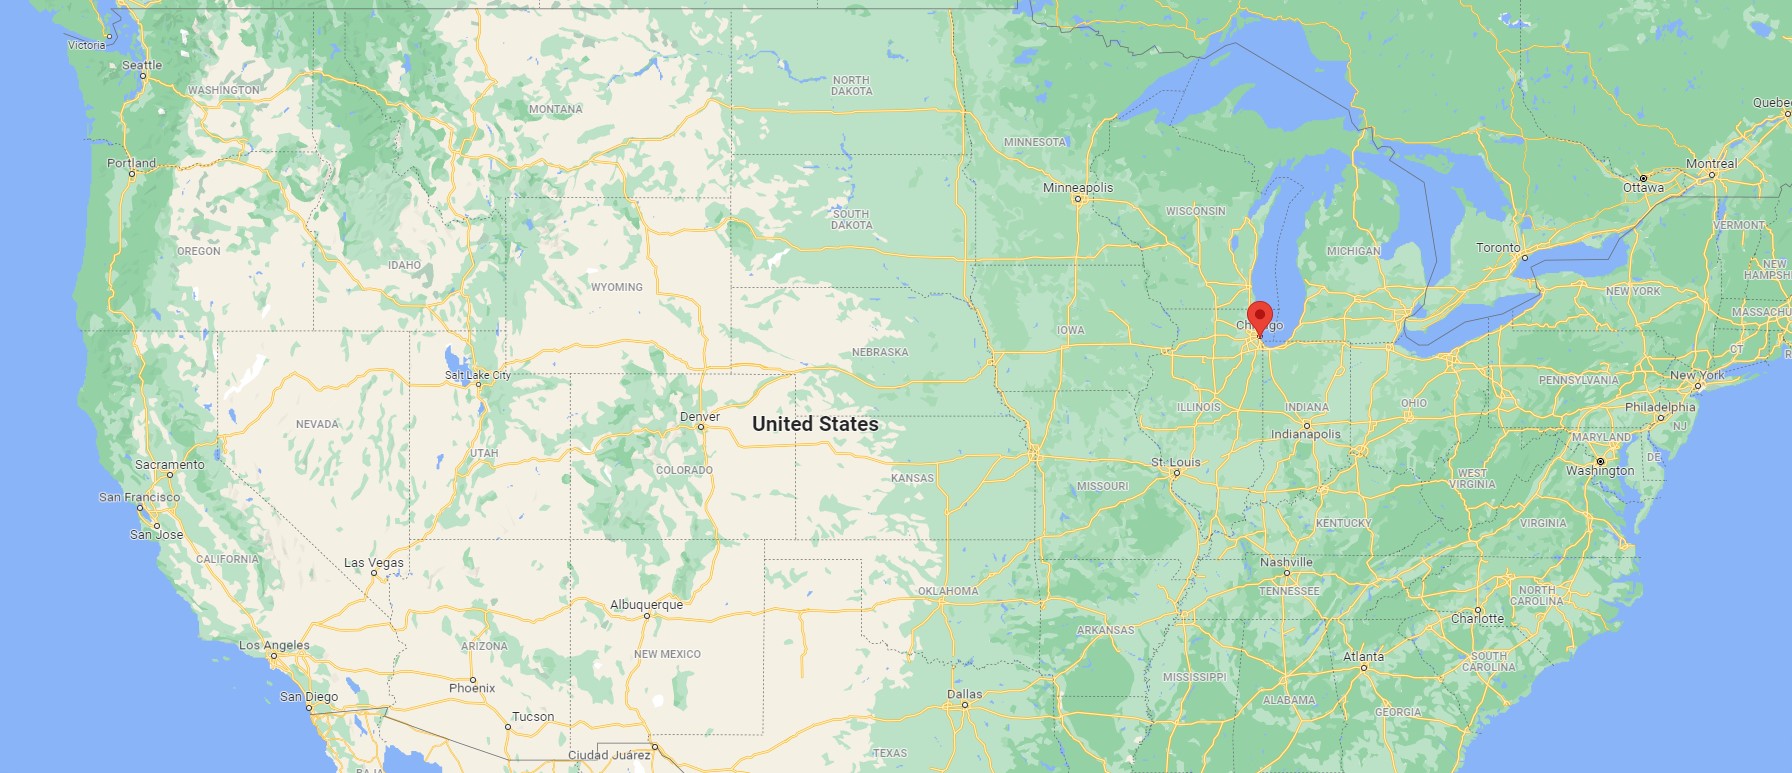 Victoria
Seattle
WASHINGTON
MONTANA
NORTH
DAKOTA
MINNESOTA
Quebec
Montreal
Ottawa
Portland
Minneapolis
WISCONSIN
SOUTH
DAKOTA
VERMONT
Toronto
MICHIGAN
OREGON
IDAHO
WYOMING
NEW
HAMPSHI
NEW YORK
MASSACHU
Chicago
IOWA
NEBRASKA
CT
R
Salt Lake City
New York
PENNSYLVANIA
ILLINOIS
INDIANA
OHIO
Philadelphia
NJ
Denver
United States
NEVADA
Indianapolis
MARYLAND
UTAH
DE
Sacramento
COLORADO
KANSAS
St. Louis
MISSOURI
WEST
VIRGINIA
Washington
San Francisco
San Jose
KENTUCKY
VIRGINIA
CALIFORNIA
Las Vegas
Nashville
TENNESSEE
OKLAHOMA
NORTH
CAROLINA
Albuquerque
Charlotte
ARKANSAS
Los Angeles
ARIZONA
NEW MEXICO
Atlanta
SOUTH
CAROLINA
Phoenix
MISSISSIPPI
San Diego
Dallas
ALABAMA
GEORGIA
Tucson
Ciudad Juárez
TEXAS
BAJA